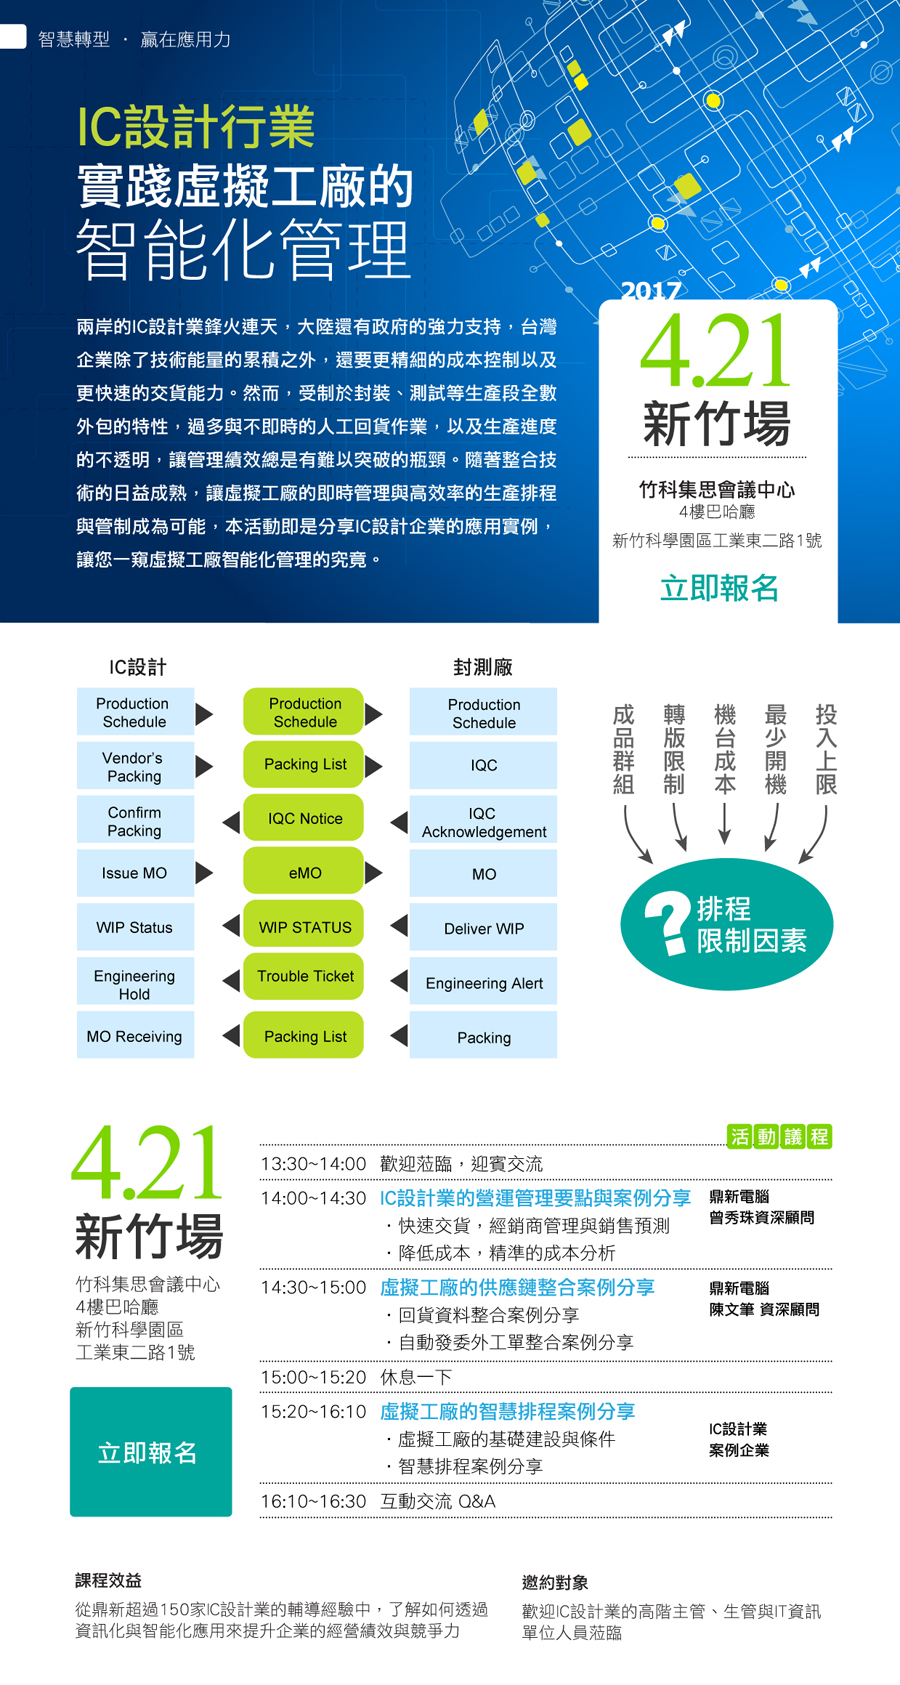 智慧轉型 · 贏在應用力
IC設計行業
實踐虛擬工廠的
智能化管理
兩岸的IC設計業鋒火連天，大陸還有政府的強力支持，台灣
企業除了技術能量的累積之外，還要更精細的成本控制以及
更快速的交貨能力。然而，受制於封裝、測試等生產段全數
外包的特性，過多與不即時的人工回貨作業，以及生產進度
的不透明，讓管理績效總是有難以突破的瓶頸。隨著整合技
術的日益成熟，讓虛擬工廠的即時管理與高效率的生產排程
與管制成為可能，本活動即是分享IC設計企業的應用實例，
讓您一窺虛擬工廠智能化管理的究竟。
2017
4.21
新竹場
竹科集思會議中心
4樓巴哈廳
新竹科學園區工業東二路1號
立即報名
IC設計
封測廠
Production
Schedule
Production
Schedule
Production
Schedule
Vendor's
Packing
Packing List
IQC
Confirm
Packing
IQC Notice
IQC
Acknowledgement
Issue MO
eMO
MO
WIP Status
WIP STATUS
Deliver WIP
Engineering
Hold
Trouble Ticket
Engineering Alert
MO Receiving
Packing List
Packing
成品群組
轉版限制
機台成本
最少開機
投入上限
?
排程
限制因素
4.21
新竹場
竹科集思會議中心
4樓巴哈廳
新竹科學園區
工業東二路1號
立即報名
活動議程
13:30~14:00 歡迎蒞臨，迎賓交流
14:00~14:30 IC設計業的營運管理要點與案例分享
· 快速交貨，經銷商管理與銷售預測
· 降低成本，精準的成本分析
鼎新電腦
曾秀珠資深顧問
14:30~15:00 虛擬工廠的供應鏈整合案例分享
· 回貨資料整合案例分享
· 自動發委外工單整合案例分享
鼎新電腦
陳文筆 資深顧問
15:00~15:20 休息一下
15:20~16:10 虛擬工廠的智慧排程案例分享
· 虛擬工廠的基礎建設與條件
· 智慧排程案例分享
IC設計業
案例企業
16:10~16:30 互動交流 Q&A
課程效益
從鼎新超過150家IC設計業的輔導經驗中，了解如何透過
資訊化與智能化應用來提升企業的經營績效與競爭力
邀約對象
歡迎IC設計業的高階主管、生管與IT資訊
單位人員蒞臨